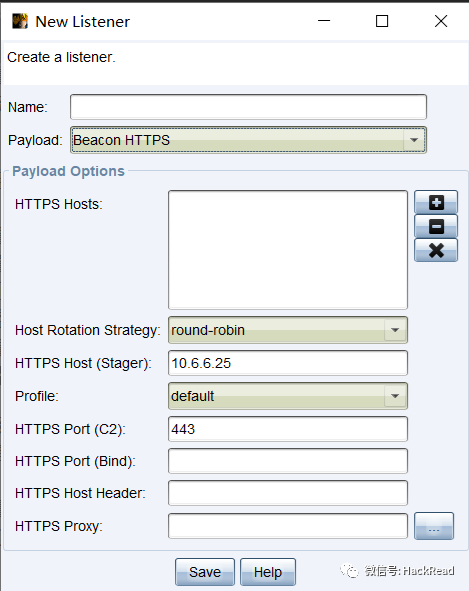 New Listener
Create a listener.
Name:
Payload: Beacon HTTPS
Payload Options
HTTPS Hosts:
Host Rotation Strategy: round-robin
HTTPS Host (Stager): 10.6.6.25
Profile: default
HTTPS Port (C2): 443
HTTPS Port (Bind):
HTTPS Host Header:
HTTPS Proxy: ...
Save Help
微信号: HackRead